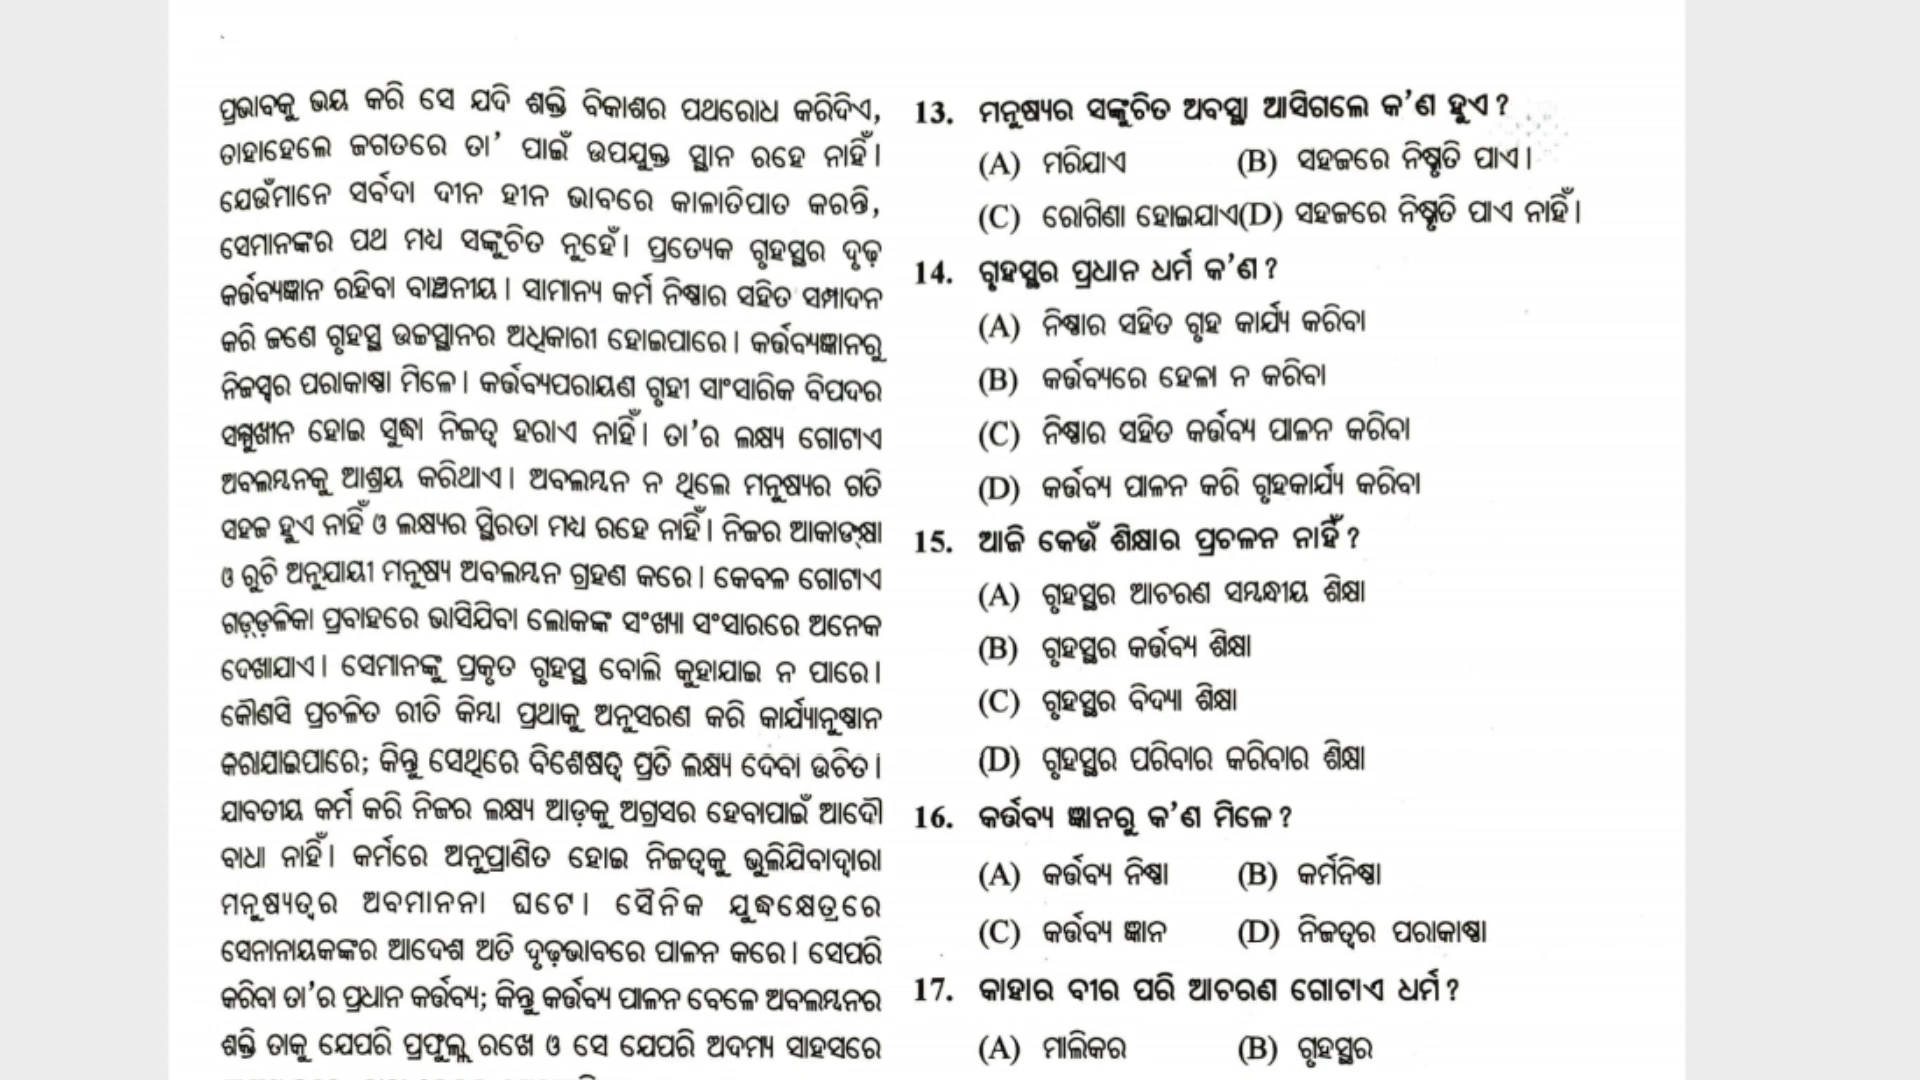 ପ୍ରଭାବକୁ ଭୟ କରି ସେ ଯଦି ଶକ୍ତି ବିକାଶର ପଥରୋଧ କରିଦିଏ,
ତାହାହେଲେ ଜଗତରେ ତା’ ପାଇଁ ଉପଯୁକ୍ତ ସ୍ଥାନ ରହେ ନାହିଁ।
ଯେଉଁମାନେ ସର୍ବଦା ଦୀନ ହୀନ ଭାବରେ କାଳାତିପାତ କରନ୍ତି,
ସେମାନଙ୍କର ପଥ ମଧ୍ୟ ସଙ୍କୁଚିତ ନୁହେଁ। ପ୍ରତ୍ୟେକ ଗୃହସ୍ଥର ଦୃଢ଼
କର୍ତ୍ତବ୍ୟଜ୍ଞାନ ରହିବା ବାଞ୍ଚନୀୟ। ସାମାନ୍ୟ କର୍ମ ନିଷ୍ଠାର ସହିତ ସମ୍ପାଦନ
କରି ଜଣେ ଗୃହସ୍ଥ ଉଚ୍ଚସ୍ଥାନର ଅଧିକାରୀ ହୋଇପାରେ। କର୍ତ୍ତବ୍ୟଜ୍ଞାନରୁ
ନିଜସ୍ୱର ପରାକାଷ୍ଠା ମିଳେ। କର୍ତ୍ତବ୍ୟପରାୟଣ ଗୃହୀ ସାଂସାରିକ ବିପଦର
ସମ୍ମୁଖୀନ ହୋଇ ସୁଦ୍ଧା ନିଜତ୍ୱ ହରାଏ ନାହିଁ। ତା’ର ଲକ୍ଷ୍ୟ ଗୋଟାଏ
ଅବଲମ୍ବନକୁ ଆଶ୍ରୟ କରିଥାଏ। ଅବଲମ୍ବନ ନ ଥିଲେ ମନୁଷ୍ୟର ଗତି
ସହଜ ହୁଏ ନାହିଁ ଓ ଲକ୍ଷ୍ୟର ସ୍ଥିରତା ମଧ୍ୟ ରହେ ନାହିଁ। ନିଜର ଆକାଙ୍କ୍ଷା
ଓ ରୁଚି ଅନୁଯାୟୀ ମନୁଷ୍ୟ ଅବଲମ୍ବନ ଗ୍ରହଣ କରେ। କେବଳ ଗୋଟାଏ
ଗଡ୍ଡ଼ଳିକା ପ୍ରବାହରେ ଭାସିଯିବା ଲୋକଙ୍କ ସଂଖ୍ୟା ସଂସାରରେ ଅନେକ
ଦେଖାଯାଏ। ସେମାନଙ୍କୁ ପ୍ରକୃତ ଗୃହସ୍ଥ ବୋଲି କୁହାଯାଇ ନ ପାରେ।
କୌଣସି ପ୍ରଚଳିତ ରୀତି କିମ୍ବା ପ୍ରଥାକୁ ଅନୁସରଣ କରି କାର୍ଯ୍ୟାନୁଷ୍ଠାନ
କରାଯାଇପାରେ; କିନ୍ତୁ ସେଥିରେ ବିଶେଷତ୍ୱ ପ୍ରତି ଲକ୍ଷ୍ୟ ଦେବା ଉଚିତ।
ଯାବତୀୟ କର୍ମ କରି ନିଜର ଲକ୍ଷ୍ୟ ଆଡ଼କୁ ଅଗ୍ରସର ହେବାପାଇଁ ଆଦୌ
ବାଧା ନାହିଁ। କର୍ମରେ ଅନୁପ୍ରାଣିତ ହୋଇ ନିଜତ୍ୱକୁ ଭୁଲିଯିବାଦ୍ୱାରା
ମନୁଷ୍ୟତ୍ୱର ଅବମାନନା ଘଟେ। ସୈନିକ ଯୁଦ୍ଧକ୍ଷେତ୍ରରେ
ସେନାନାୟକଙ୍କର ଆଦେଶ ଅତି ଦୃଢ଼ଭାବରେ ପାଳନ କରେ। ସେପରି
କରିବା ତା’ର ପ୍ରଧାନ କର୍ତ୍ତବ୍ୟ; କିନ୍ତୁ କର୍ତ୍ତବ୍ୟ ପାଳନ ବେଳେ ଅବଲମ୍ବନର
ଶକ୍ତି ତାକୁ ଯେପରି ପ୍ରଫୁଲ୍ଲ ରଖେ ଓ ସେ ଯେପରି ଅଦମ୍ୟ ସାହସରେ
13. ମନୁଷ୍ୟର ସଙ୍କୁଚିତ ଅବସ୍ଥା ଆସିଗଲେ କ’ଣ ହୁଏ?
(A) ମରିଯାଏ (B) ସହଜରେ ନିଷ୍କୃତି ପାଏ।
(C) ରୋଗିଣା ହୋଇଯାଏ(D) ସହଜରେ ନିଷ୍କୃତି ପାଏ ନାହିଁ।
14. ଗୃହସ୍ଥର ପ୍ରଧାନ ଧର୍ମ କ’ଣ?
(A) ନିଷ୍ଠାର ସହିତ ଗୃହ କାର୍ଯ୍ୟ କରିବା
(B) କର୍ତ୍ତବ୍ୟରେ ହେଳା ନ କରିବା
(C) ନିଷ୍ଠାର ସହିତ କର୍ତ୍ତବ୍ୟ ପାଳନ କରିବା
(D) କର୍ତ୍ତବ୍ୟ ପାଳନ କରି ଗୃହକାର୍ଯ୍ୟ କରିବା
15. ଆଜି କେଉଁ ଶିକ୍ଷାର ପ୍ରଚଳନ ନାହିଁ?
(A) ଗୃହସ୍ଥର ଆଚରଣ ସମ୍ବନ୍ଧୀୟ ଶିକ୍ଷା
(B) ଗୃହସ୍ଥର କର୍ତ୍ତବ୍ୟ ଶିକ୍ଷା
(C) ଗୃହସ୍ଥର ବିଦ୍ୟା ଶିକ୍ଷା
(D) ଗୃହସ୍ଥର ପରିବାର କରିବାର ଶିକ୍ଷା
16. କର୍ତ୍ତବ୍ୟ ଜ୍ଞାନରୁ କ’ଣ ମିଳେ?
(A) କର୍ତ୍ତବ୍ୟ ନିଷ୍ଠା (B) କର୍ମନିଷ୍ଠା
(C) କର୍ତ୍ତବ୍ୟ ଜ୍ଞାନ (D) ନିଜତ୍ୱର ପରାକାଷ୍ଠା
17. କାହାର ବୀର ପରି ଆଚରଣ ଗୋଟାଏ ଧର୍ମ?
(A) ମାଲିକର (B) ଗୃହସ୍ଥର